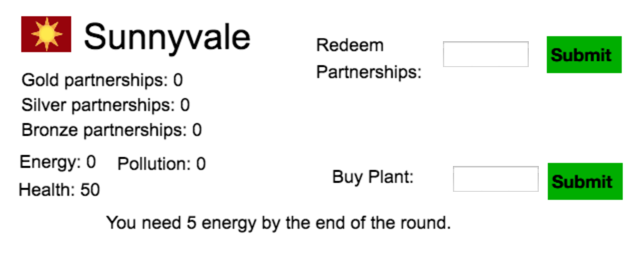 Sunnyvale
Gold partnerships: 0
Silver partnerships: 0
Bronze partnerships: 0
Energy: 0 Pollution: 0
Health: 50
Redeem
Partnerships:
Submit
Buy Plant:
Submit
You need 5 energy by the end of the round.